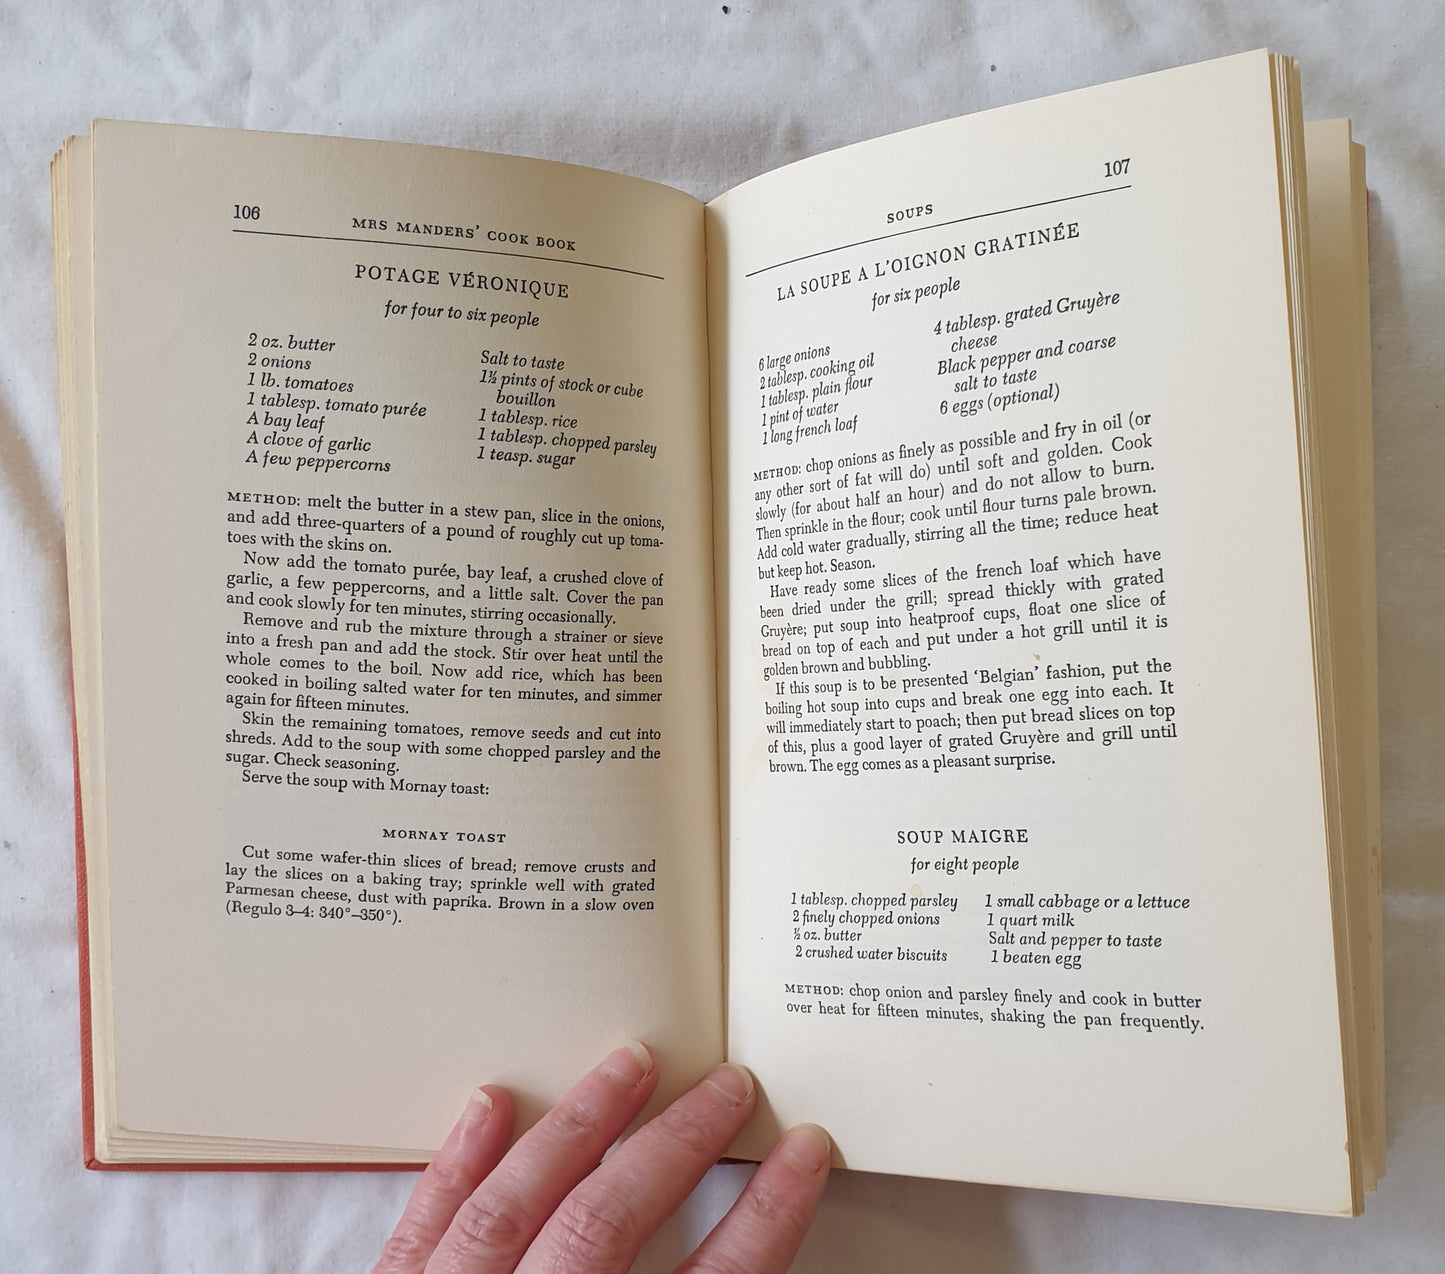 106
MRS MANDERS' COOK BOOK
POTAGE VÉRONIQUE
for four to six people
2 oz. butter
2 onions
1 lb. tomatoes
1 tablesp. tomato purée
A bay leaf
A clove of garlic
A few peppercorns
Salt to taste
1½ pints of stock or cube
bouillon
1 tablesp. rice
1 tablesp. chopped parsley
1 teasp. sugar
METHOD: melt the butter in a stew pan, slice in the onions,
and add three-quarters of a pound of roughly cut up toma-
toes with the skins on.
Now add the tomato purée, bay leaf, a crushed clove of
garlic, a few peppercorns, and a little salt. Cover the pan
and cook slowly for ten minutes, stirring occasionally.
Remove and rub the mixture through a strainer or sieve
into a fresh pan and add the stock. Stir over heat until the
whole comes to the boil. Now add rice, which has been
cooked in boiling salted water for ten minutes, and simmer
again for fifteen minutes.
Skin the remaining tomatoes, remove seeds and cut into
shreds. Add to the soup with some chopped parsley and the
sugar. Check seasoning.
Serve the soup with Mornay toast:
MORNAY TOAST
Cut some wafer-thin slices of bread; remove crusts and
lay the slices on a baking tray; sprinkle well with grated
Parmesan cheese, dust with paprika. Brown in a slow oven
(Regulo 3–4: 340°–350°).
107
SOUPS
LA SOUPE A L'OIGNON GRATINÉE
for six people
6 large onions
2 tablesp. cooking oil
1 tablesp. plain flour
1 pint of water
1 long french loaf
4 tablesp. grated Gruyère
cheese
Black pepper and coarse
salt to taste
6 eggs (optional)
METHOD: chop onions as finely as possible and fry in oil (or
any other sort of fat will do) until soft and golden. Cook
slowly (for about half an hour) and do not allow to burn.
Then sprinkle in the flour; cook until flour turns pale brown.
Add cold water gradually, stirring all the time; reduce heat
but keep hot. Season.
Have ready some slices of the french loaf which have
been dried under the grill; spread thickly with grated
Gruyère; put soup into heatproof cups, float one slice of
bread on top of each and put under a hot grill until it is
golden brown and bubbling.
If this soup is to be presented 'Belgian' fashion, put the
boiling hot soup into cups and break one egg into each. It
will immediately start to poach; then put bread slices on top
of this, plus a good layer of grated Gruyère and grill until
brown. The egg comes as a pleasant surprise.
SOUP MAIGRE
for eight people
1 tablesp. chopped parsley
2 finely chopped onions
½ oz. butter
2 crushed water biscuits
1 small cabbage or a lettuce
1 quart milk
Salt and pepper to taste
1 beaten egg
METHOD: chop onion and parsley finely and cook in butter
over heat for fifteen minutes, shaking the pan frequently.